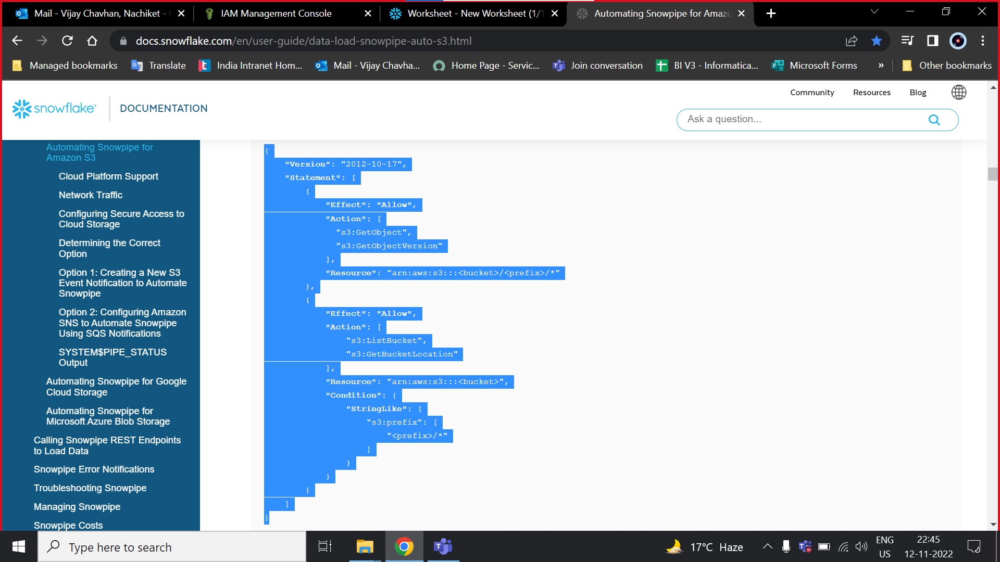 Mail - Vijay Chavhan, Nachiket -
IAM Management Console
Worksheet - New Worksheet (1/1
Automating Snowpipe for Amazo
docs.snowflake.com/en/user-guide/data-load-snowpipe-auto-s3.html
Managed bookmarks
Translate
India Intranet Hom...
Mail - Vijay Chavha...
Home Page - Servic...
Join conversation
BI V3 - Informatica...
Microsoft Forms
»
Other bookmarks
Community
Resources
Blog
snowflake®
DOCUMENTATION
Ask a question...
Automating Snowpipe for
Amazon S3
Cloud Platform Support
Network Traffic
Configuring Secure Access to
Cloud Storage
Determining the Correct
Option
Option 1: Creating a New S3
Event Notification to Automate
Snowpipe
Option 2: Configuring Amazon
SNS to Automate Snowpipe
Using SQS Notifications
SYSTEM$PIPE_STATUS
Output
Automating Snowpipe for Google
Cloud Storage
Automating Snowpipe for
Microsoft Azure Blob Storage
Calling Snowpipe REST Endpoints
to Load Data
Snowpipe Error Notifications
Troubleshooting Snowpipe
Managing Snowpipe
Snowpipe Costs
{
"Version": "2012-10-17",
"Statement": [
{
"Effect": "Allow",
"Action": [
"s3:GetObject",
"s3:GetObjectVersion"
],
"Resource": "arn:aws:s3:::<bucket>/<prefix>/*"
},
{
"Effect": "Allow",
"Action": [
"s3:ListBucket",
"s3:GetBucketLocation"
],
"Resource": "arn:aws:s3:::<bucket>",
"Condition": {
"StringLike": {
"s3:prefix": [
"<prefix>/*"
]
}
}
}
]
}
Type here to search
17°C Haze
ENG
US
22:45
12-11-2022